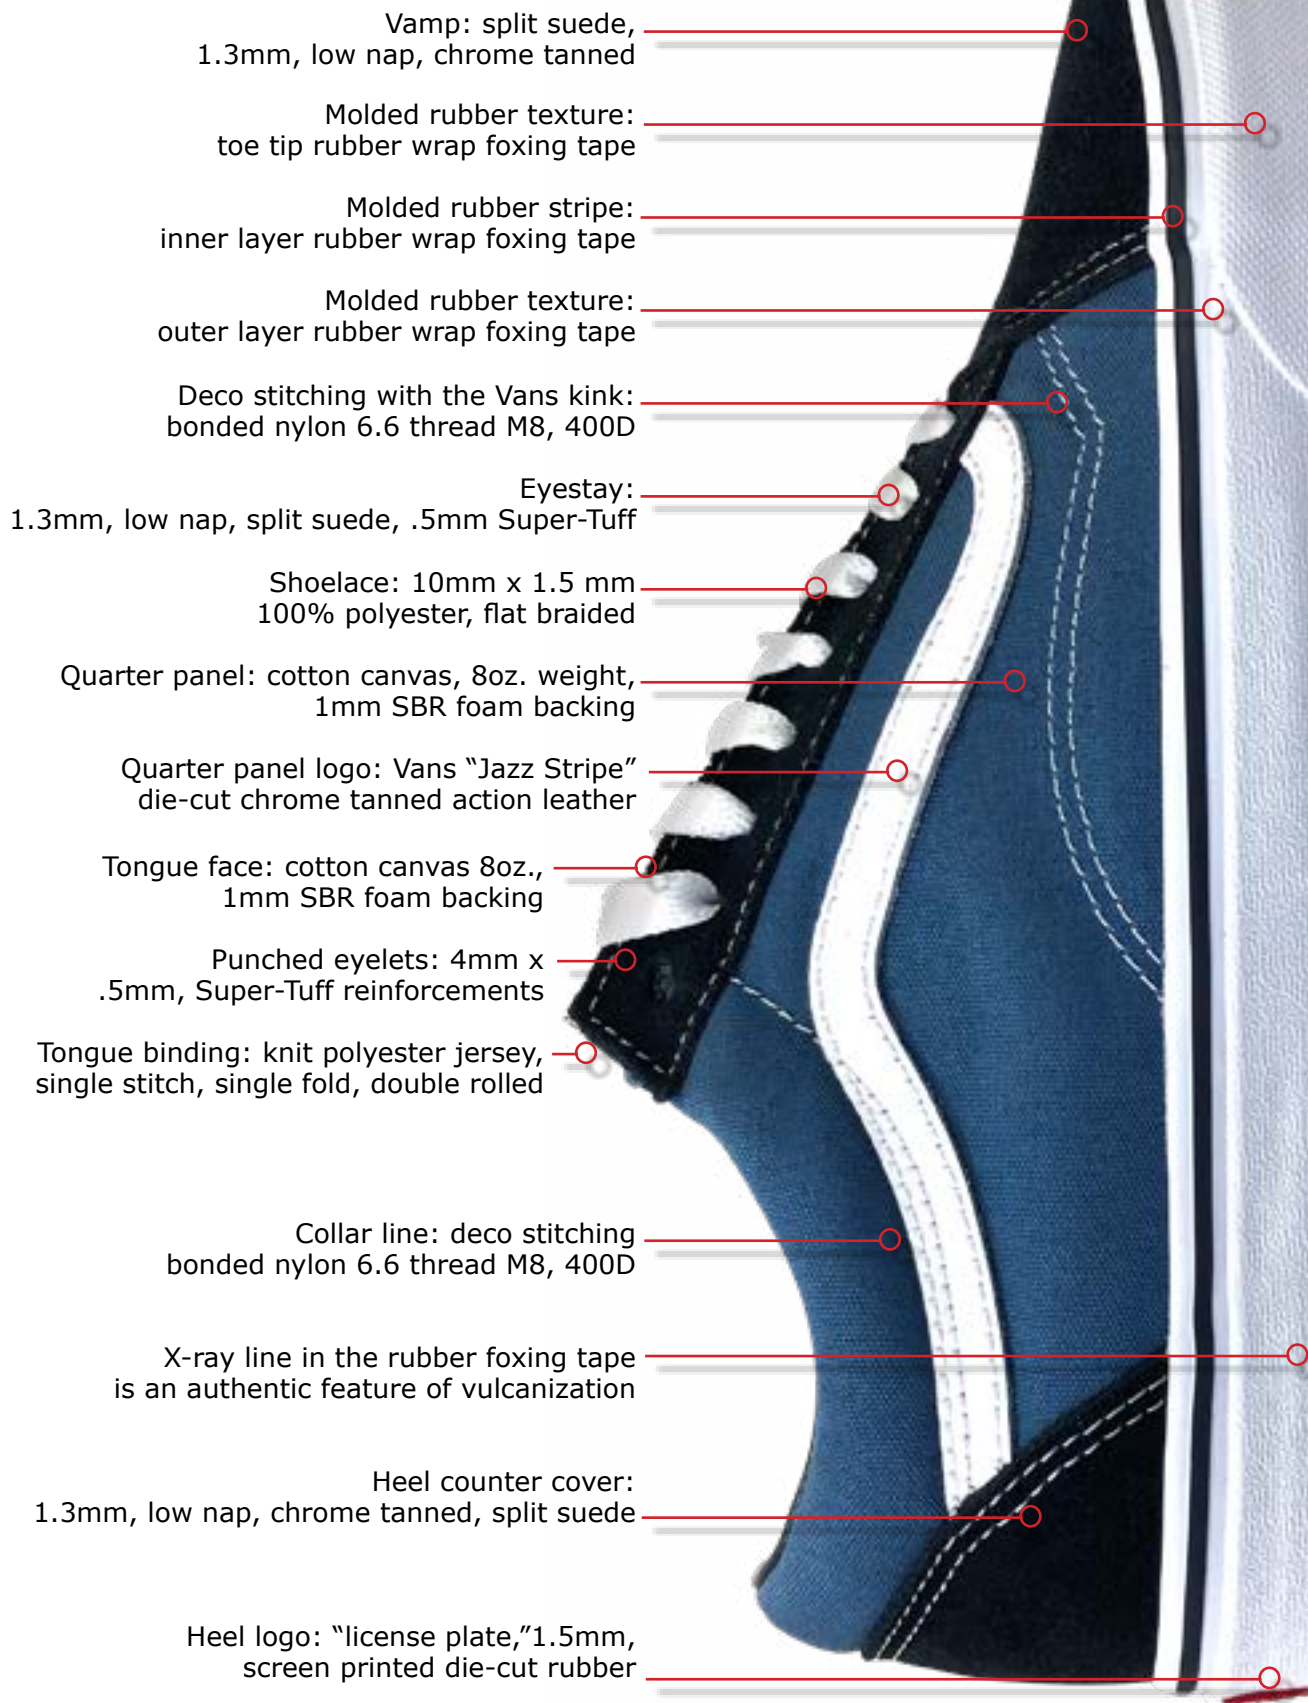 Vamp: split suede,
1.3mm, low nap, chrome tanned
Molded rubber texture:
toe tip rubber wrap foxing tape
Molded rubber stripe:
inner layer rubber wrap foxing tape
Molded rubber texture:
outer layer rubber wrap foxing tape
Deco stitching with the Vans kink:
bonded nylon 6.6 thread M8, 400D
Eyestay:
1.3mm, low nap, split suede, .5mm Super-Tuff
Shoelace: 10mm x 1.5 mm
100% polyester, flat braided
Quarter panel: cotton canvas, 8oz. weight,
1mm SBR foam backing
Quarter panel logo: Vans “Jazz Stripe”
die-cut chrome tanned action leather
Tongue face: cotton canvas 8oz.,
1mm SBR foam backing
Punched eyelets: 4mm x
.5mm, Super-Tuff reinforcements
Tongue binding: knit polyester jersey,
single stitch, single fold, double rolled
Collar line: deco stitching
bonded nylon 6.6 thread M8, 400D
X-ray line in the rubber foxing tape
is an authentic feature of vulcanization
Heel counter cover:
1.3mm, low nap, chrome tanned, split suede
Heel logo: “license plate,”1.5mm,
screen printed die-cut rubber